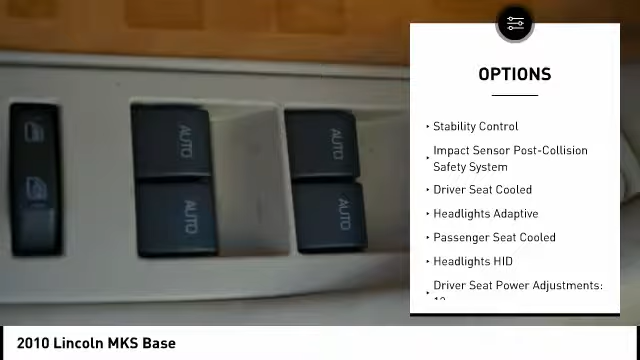 OPTIONS
Stability Control
Impact Sensor Post-Collision
Safety System
Driver Seat Cooled
Headlights Adaptive
Passenger Seat Cooled
Headlights HID
Driver Seat Power Adjustments:
AUTO
AUTO
AUTO
AUTO
2010 Lincoln MKS Base